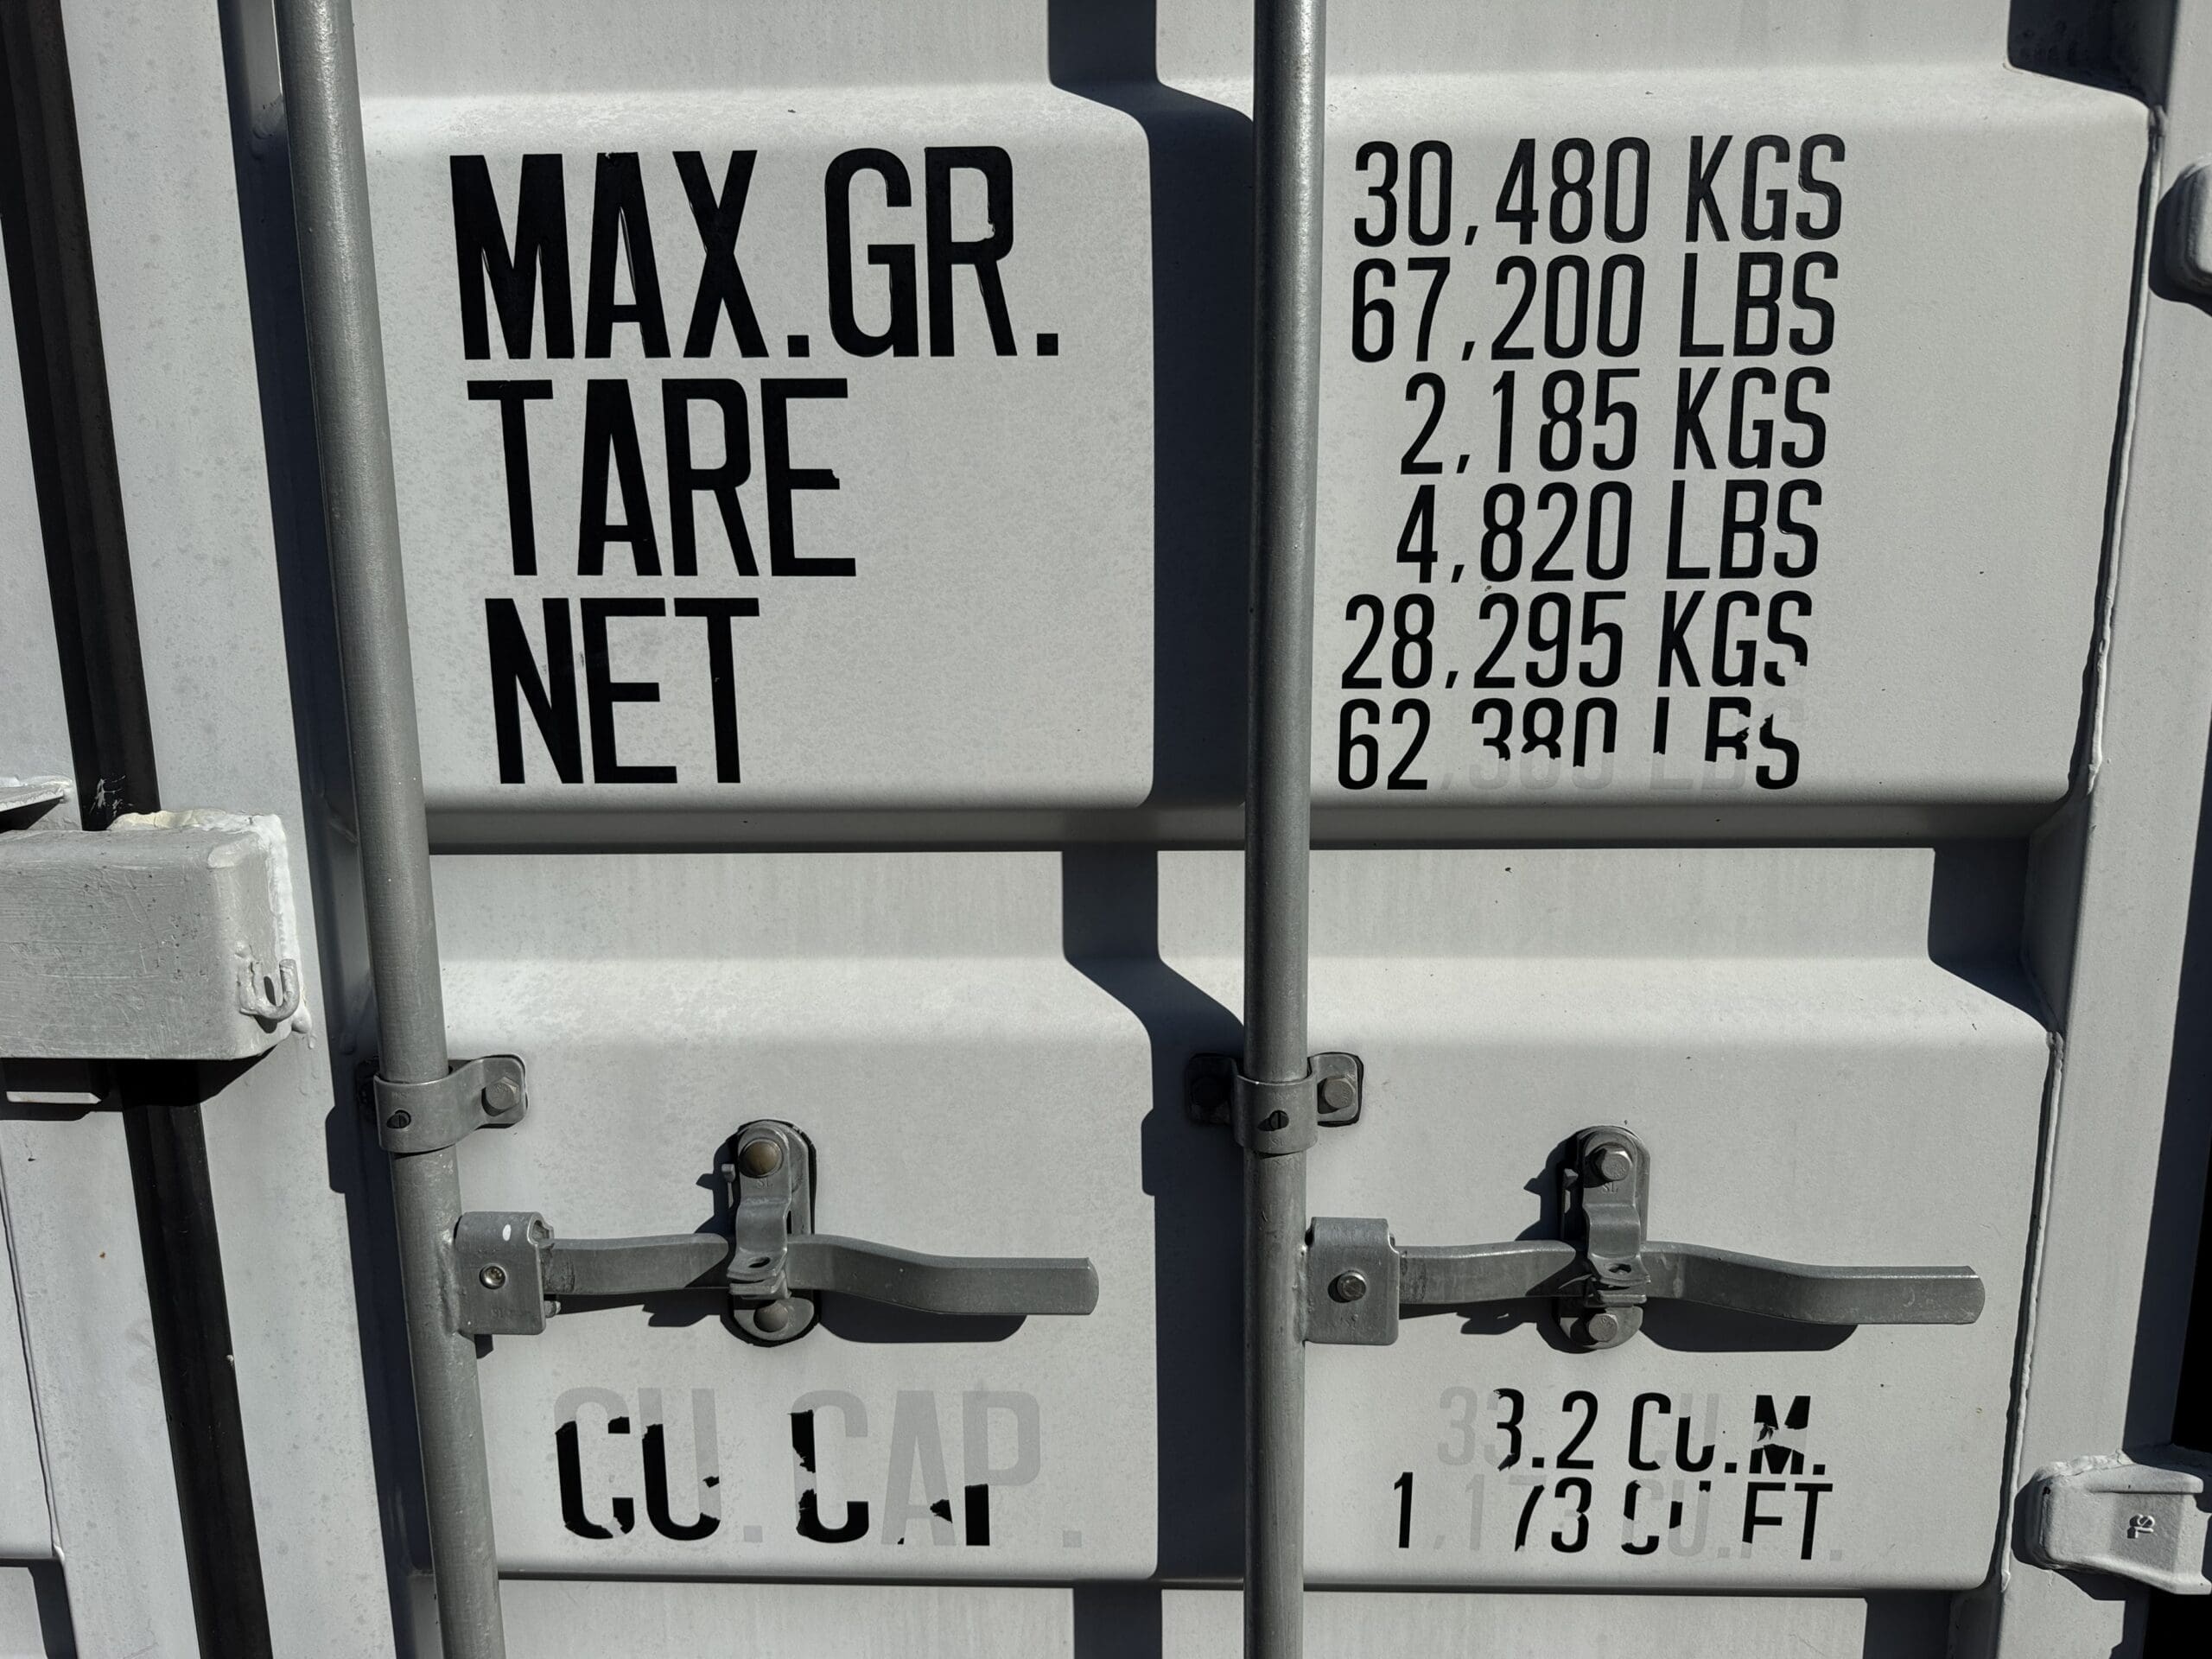 MAX.GR. 30,480 KGS
67,200 LBS
TARE 2,185 KGS
4,820 LBS
NET 28,295 KGS
62,380 LBS
CU.CAP. 33.2 CU.M.
1,173 CU.FT.